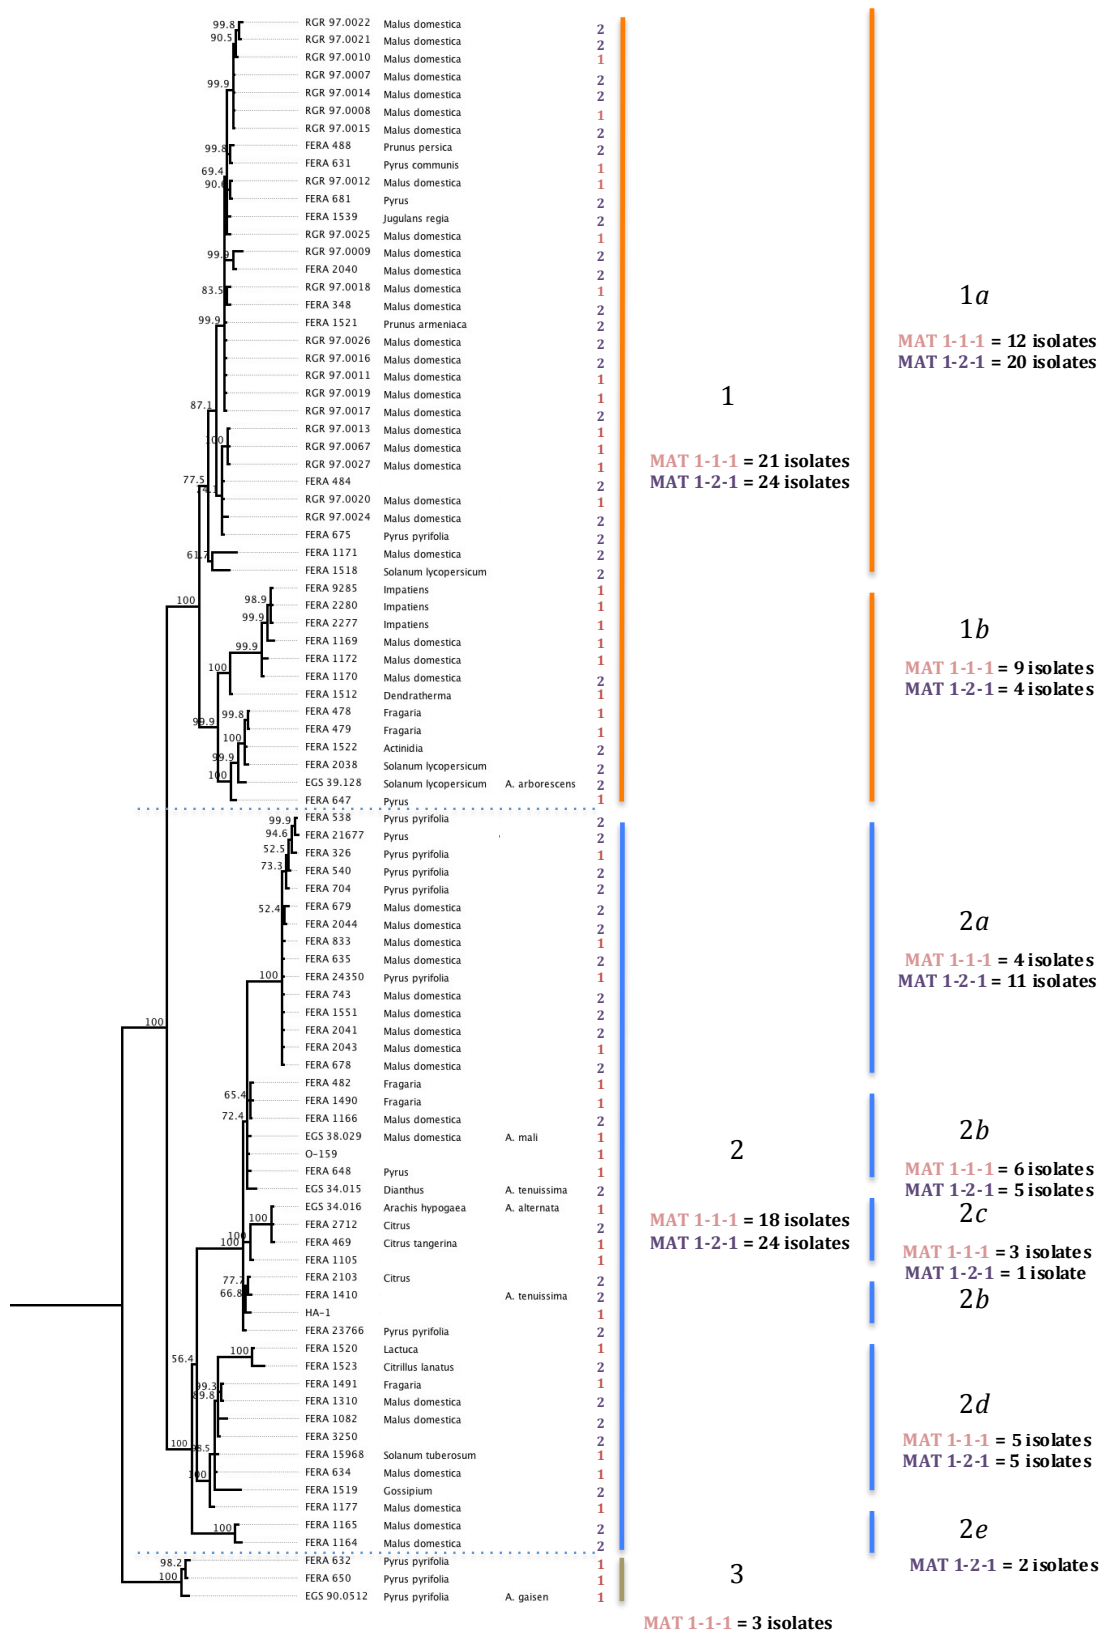 99.8 RGR 97.0022 Malus domestica 2
90.5 RGR 97.0021 Malus domestica 2
RGR 97.0010 Malus domestica 1
RGR 97.0007 Malus domestica 2
99.9 RGR 97.0014 Malus domestica 2
RGR 97.0008 Malus domestica 1
RGR 97.0015 Malus domestica 2
99.8 FERA 488 Prunus persica 2
69.4 FERA 631 Pyrus communis 1
RGR 97.0012 Malus domestica 1
FERA 681 Pyrus 2
FERA 1539 Jugulans regia 2
RGR 97.0025 Malus domestica 1
99.9 RGR 97.0009 Malus domestica 2
FERA 2040 Malus domestica 2
83.5 RGR 97.0018 Malus domestica 1
FERA 348 Malus domestica 2
99.9 FERA 1521 Prunus armeniaca 2
RGR 97.0026 Malus domestica 2
RGR 97.0016 Malus domestica 2
RGR 97.0011 Malus domestica 1
RGR 97.0019 Malus domestica 1
87.1 RGR 97.0017 Malus domestica 2
RGR 97.0013 Malus domestica 1
100 RGR 97.0067 Malus domestica 1
RGR 97.0027 Malus domestica 1
77.5 FERA 484 2
RGR 97.0020 Malus domestica 1
RGR 97.0024 Malus domestica 2
FERA 675 Pyrus pyrifolia 2
61.7 FERA 1171 Malus domestica 2
FERA 1518 Solanum lycopersicum 2
FERA 9285 Impatiens 1
100 98.9 FERA 2280 Impatiens 1
99.9 FERA 2277 Impatiens 1
FERA 1169 Malus domestica 1
99.9 FERA 1172 Malus domestica 1
100 FERA 1170 Malus domestica 2
FERA 1512 Dendratherma 1
99.8 FERA 478 Fragaria 1
99.9 FERA 479 Fragaria 1
100 FERA 1522 Actinidia 2
99.9 FERA 2038 Solanum lycopersicum 2
100 EGS 39.128 Solanum lycopersicum A. arborescens 2
FERA 647 Pyrus 1
99.9 FERA 538 Pyrus pyrifolia 2
94.6 FERA 21677 Pyrus 2
52.5 FERA 326 Pyrus pyrifolia 1
73.3 FERA 540 Pyrus pyrifolia 2
FERA 704 Pyrus pyrifolia 2
52.4 FERA 679 Malus domestica 2
FERA 2044 Malus domestica 2
FERA 833 Malus domestica 1
FERA 635 Malus domestica 2
100 FERA 24350 Pyrus pyrifolia 1
FERA 743 Malus domestica 2
FERA 1551 Malus domestica 2
100 FERA 2041 Malus domestica 2
FERA 2043 Malus domestica 1
FERA 678 Malus domestica 2
FERA 482 Fragaria 1
65.4 FERA 1490 Fragaria 1
72.4 FERA 1166 Malus domestica 2
EGS 38.029 Malus domestica A. mali 1
O-159 1
FERA 648 Pyrus 1
EGS 34.015 Dianthus A. tenuissima 2
EGS 34.016 Arachis hypogaea A. alternata 1
100 FERA 2712 Citrus 2
100 100 FERA 469 Citrus tangerina 1
FERA 1105 1
77.7 FERA 2103 Citrus 2
66.8 FERA 1410 A. tenuissima 2
HA-1 1
FERA 23766 Pyrus pyrifolia 2
56.4 100 FERA 1520 Lactuca 1
FERA 1523 Citrillus lanatus 2
99.3 FERA 1491 Fragaria 1
FERA 1310 Malus domestica 2
FERA 1082 Malus domestica 2
100 FERA 3250 2
FERA 15968 Solanum tuberosum 1
100 FERA 634 Malus domestica 1
FERA 1519 Gossipium 2
FERA 1177 Malus domestica 1
100 FERA 1165 Malus domestica 2
FERA 1164 Malus domestica 2
98.2 FERA 632 Pyrus pyrifolia 1
100 FERA 650 Pyrus pyrifolia 1
EGS 90.0512 Pyrus pyrifolia A. gaisen 1
1
MAT 1-1-1 = 21 isolates
MAT 1-2-1 = 24 isolates
2
MAT 1-1-1 = 18 isolates
MAT 1-2-1 = 24 isolates
3
MAT 1-1-1 = 3 isolates
1a
MAT 1-1-1 = 12 isolates
MAT 1-2-1 = 20 isolates
1b
MAT 1-1-1 = 9 isolates
MAT 1-2-1 = 4 isolates
2a
MAT 1-1-1 = 4 isolates
MAT 1-2-1 = 11 isolates
2b
MAT 1-1-1 = 6 isolates
MAT 1-2-1 = 5 isolates
2c
MAT 1-1-1 = 3 isolates
MAT 1-2-1 = 1 isolate
2b
2d
MAT 1-1-1 = 5 isolates
MAT 1-2-1 = 5 isolates
2e
MAT 1-2-1 = 2 isolates